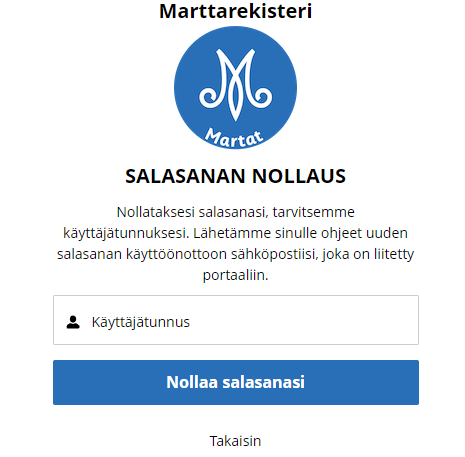 Marttarekisteri
Martat
SALASANAN NOLLAUS
Nollataksesi salasanasi, tarvitsemme
käyttäjätunnuksesi. Lähetämme sinulle ohjeet uuden
salasanan käyttöönottoon sähköpostiisi, joka on liitetty
portaaliin.
Käyttäjätunnus
Nollaa salasanasi
Takaisin